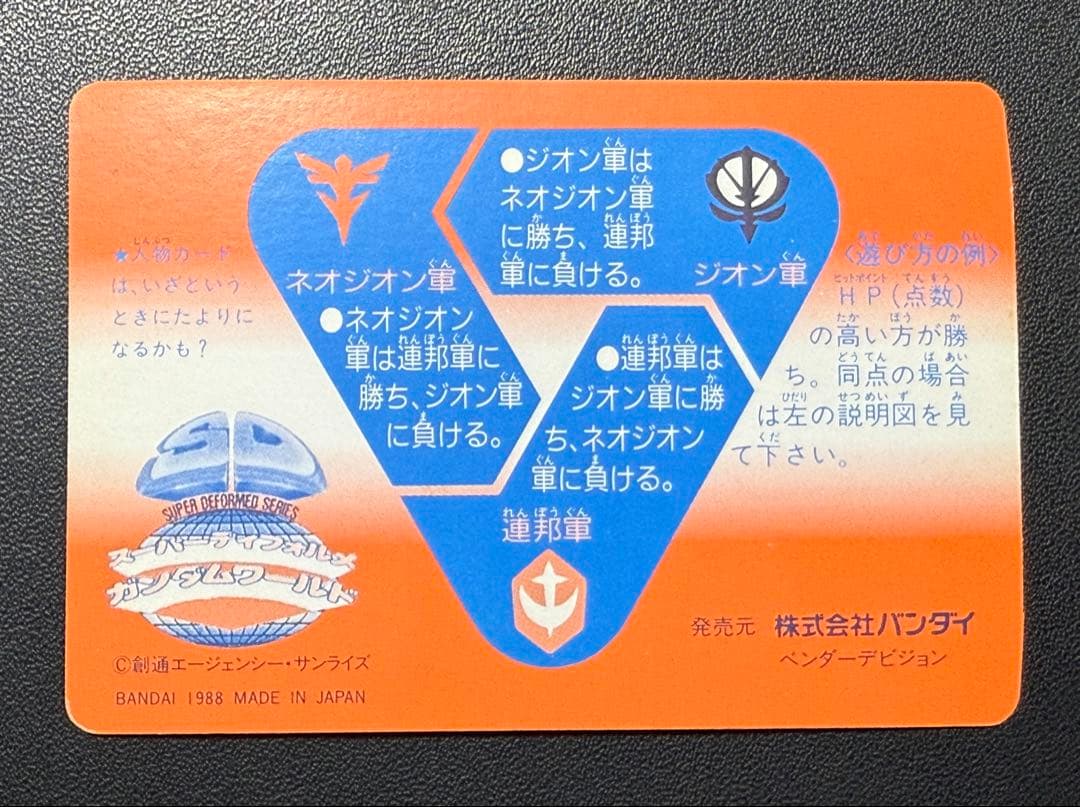 ●ジオン軍は
ネオジオン軍
に勝ち、連邦
軍に負ける。
ジオン軍
ネオジオン軍
●ネオジオン
軍は連邦軍に
勝ち、ジオン軍
に負ける。
●連邦軍は
ジオン軍に勝
ち、ネオジオン
軍に負ける。
連邦軍
★人物カード
は、いざという
ときにたよりに
なるかも?
〈遊び方の例〉
HP(点数)
の高い方が勝
ち。同点の場合
は左の説明図を見
て下さい。
SD
SUPER DEFORMED SERIES
スーパーディフォルメ
ガンダムワールド
©創通エージェンシー・サンライズ
BANDAI 1988 MADE IN JAPAN
発売元 株式会社バンダイ
ベンダーデビジョン